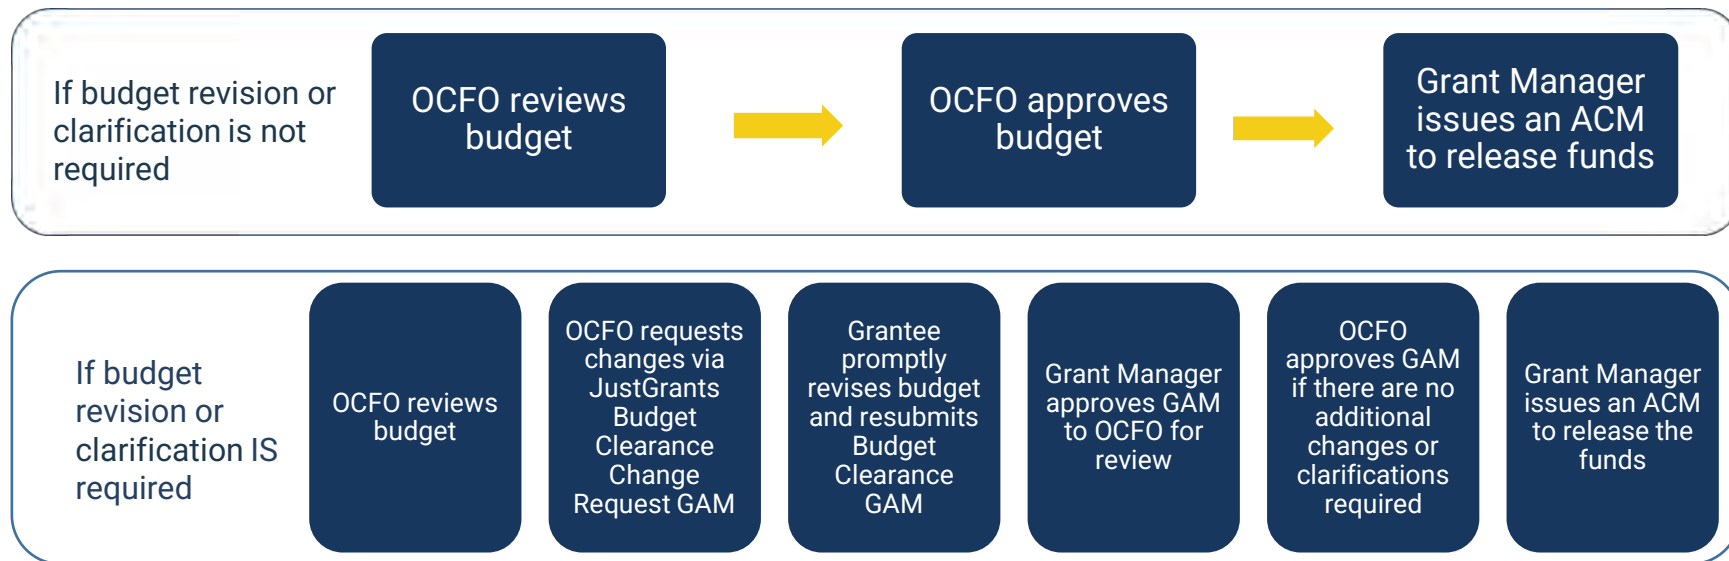 If budget revision or
clarification is not
required
OCFO reviews
budget
OCFO approves
budget
Grant Manager
issues an ACM
to release funds
If budget
revision or
clarification IS
required
OCFO reviews
budget
OCFO requests
changes via
JustGrants
Budget
Clearance
Change
Request GAM
Grantee
promptly
revises budget
and resubmits
Budget
Clearance
GAM
Grant Manager
approves GAM
to OCFO for
review
OCFO
approves GAM
if there are no
additional
changes or
clarifications
required
Grant Manager
issues an ACM
to release the
funds